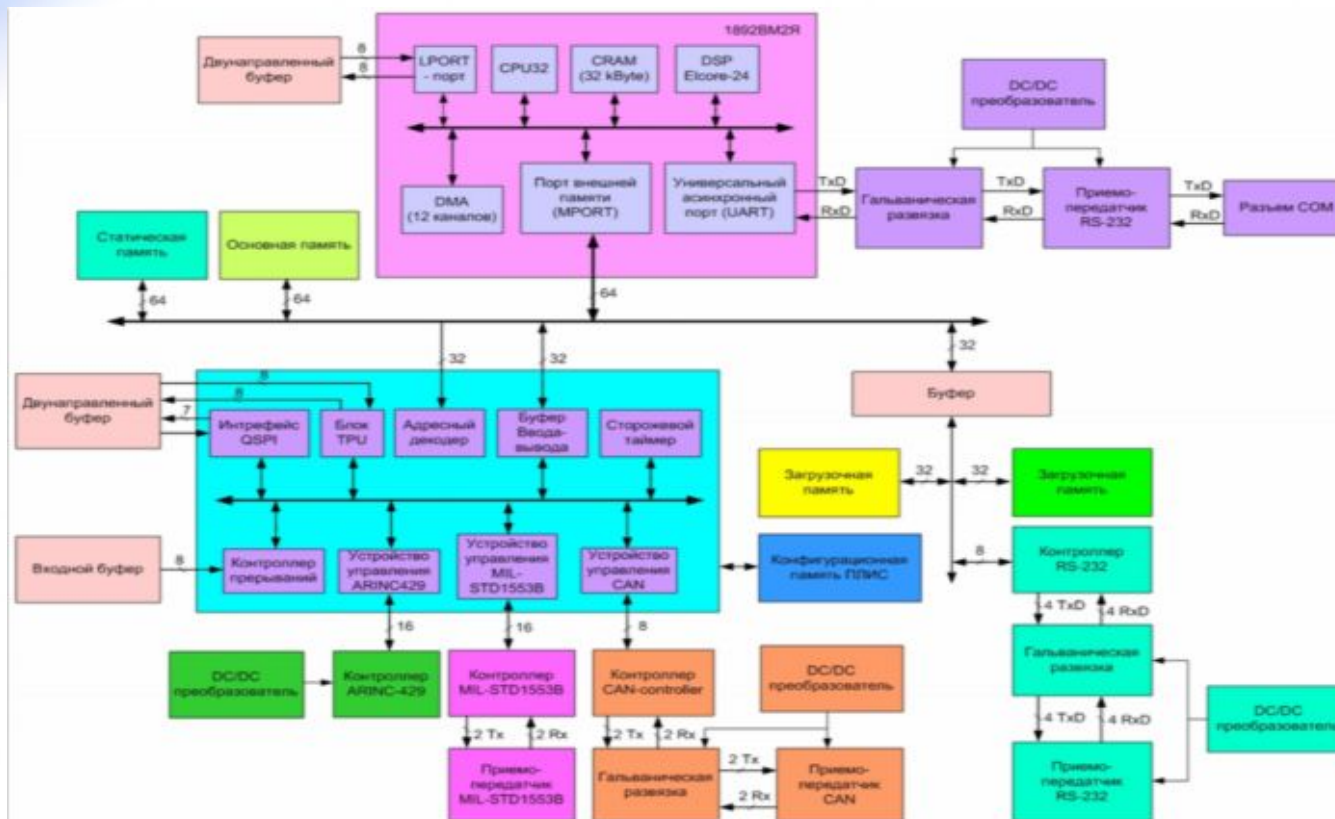 1892ВМ2Я
Двунаправленный
буфер
8
8
LPORT
- порт
CPU32
CRAM
(32 kByte)
DSP
Elcore-24
DC/DC
преобразователь
DMA
(12 каналов)
Порт внешней
памяти
(MPORT)
Универсальный
асинхронный
порт (UART)
TxD
RxD
Гальваническая
развязка
TxD
RxD
Приемо-
передатчик
RS-232
TxD
RxD
Разъем COM
Статическая
память
Основная память
64
64
64
32
32
32
Буфер
Двунаправленный
буфер
8
8
7
Интрефейс
QSPI
Блок
TPU
Адресный
декодер
Буфер
Ввода-
вывода
Сторожевой
таймер
Загрузочная
память
32
32
Загрузочная
память
Входной буфер
8
Контроллер
прерываний
Устройство
управления
ARINC429
Устройство
управления
MIL-
STD1553B
Устройство
управления
CAN
Конфигурационная
память ПЛИС
8
Контроллер
RS-232
16
16
8
4 TxD
4 RxD
DC/DC
преобразователь
Контроллер
ARINC-429
Контроллер
MIL-STD1553B
Контроллер
CAN-controller
DC/DC
преобразователь
Гальваническая
развязка
DC/DC
преобразователь
2 Tx
2 Rx
2 Tx
2 Rx
4 TxD
4 RxD
Приемо-
передатчик
MIL-STD1553B
Гальваническая
развязка
2 Tx
2 Rx
Приемо-
передатчик
CAN
Приемо-
передатчик
RS-232